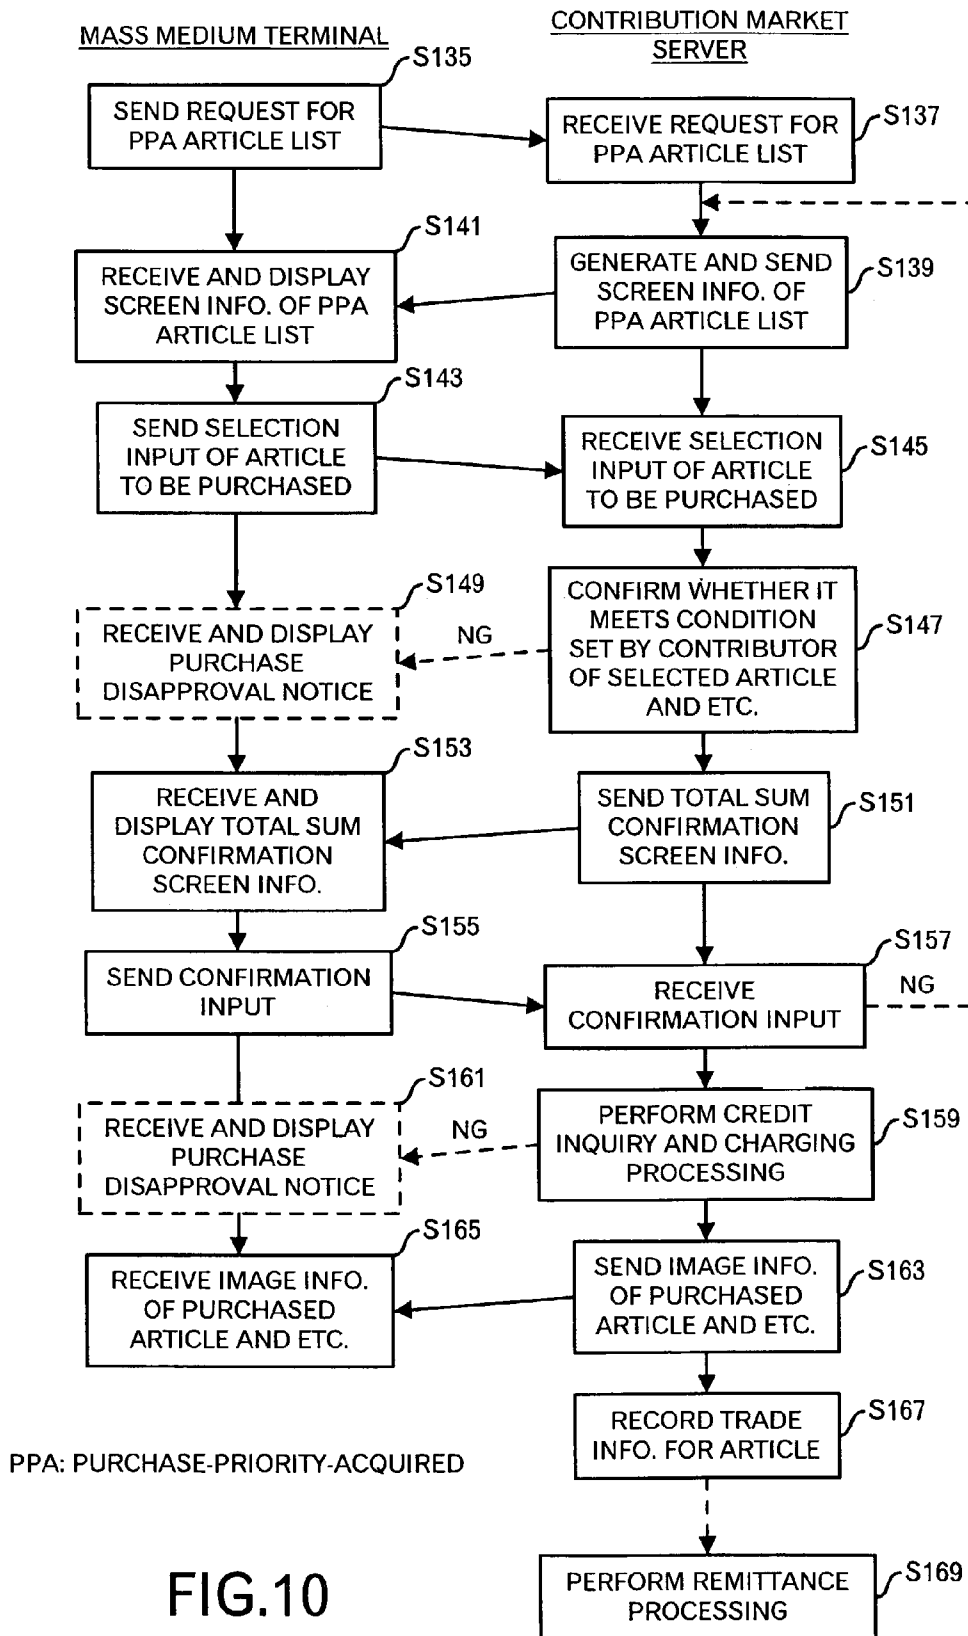 MASS MEDIUM TERMINAL
CONTRIBUTION MARKET
SERVER
S135
SEND REQUEST FOR
PPA ARTICLE LIST
S137
RECEIVE REQUEST FOR
PPA ARTICLE LIST
S141
RECEIVE AND DISPLAY
SCREEN INFO. OF PPA
ARTICLE LIST
S139
GENERATE AND SEND
SCREEN INFO. OF
PPA ARTICLE LIST
S143
SEND SELECTION
INPUT OF ARTICLE
TO BE PURCHASED
S145
RECEIVE SELECTION
INPUT OF ARTICLE
TO BE PURCHASED
S149
RECEIVE AND DISPLAY
PURCHASE
DISAPPROVAL NOTICE
NG
S147
CONFIRM WHETHER IT
MEETS CONDITION
SET BY CONTRIBUTOR
OF SELECTED ARTICLE
AND ETC.
S153
RECEIVE AND
DISPLAY TOTAL SUM
CONFIRMATION
SCREEN INFO.
S151
SEND TOTAL SUM
CONFIRMATION
SCREEN INFO.
S155
SEND CONFIRMATION
INPUT
S157
RECEIVE
CONFIRMATION INPUT
NG
S161
RECEIVE AND DISPLAY
PURCHASE
DISAPPROVAL NOTICE
NG
S159
PERFORM CREDIT
INQUIRY AND CHARGING
PROCESSING
S165
RECEIVE IMAGE INFO.
OF PURCHASED
ARTICLE AND ETC.
S163
SEND IMAGE INFO.
OF PURCHASED
ARTICLE AND ETC.
S167
RECORD TRADE
INFO. FOR ARTICLE
PPA: PURCHASE-PRIORITY-ACQUIRED
S169
PERFORM REMITTANCE
PROCESSING
FIG.10